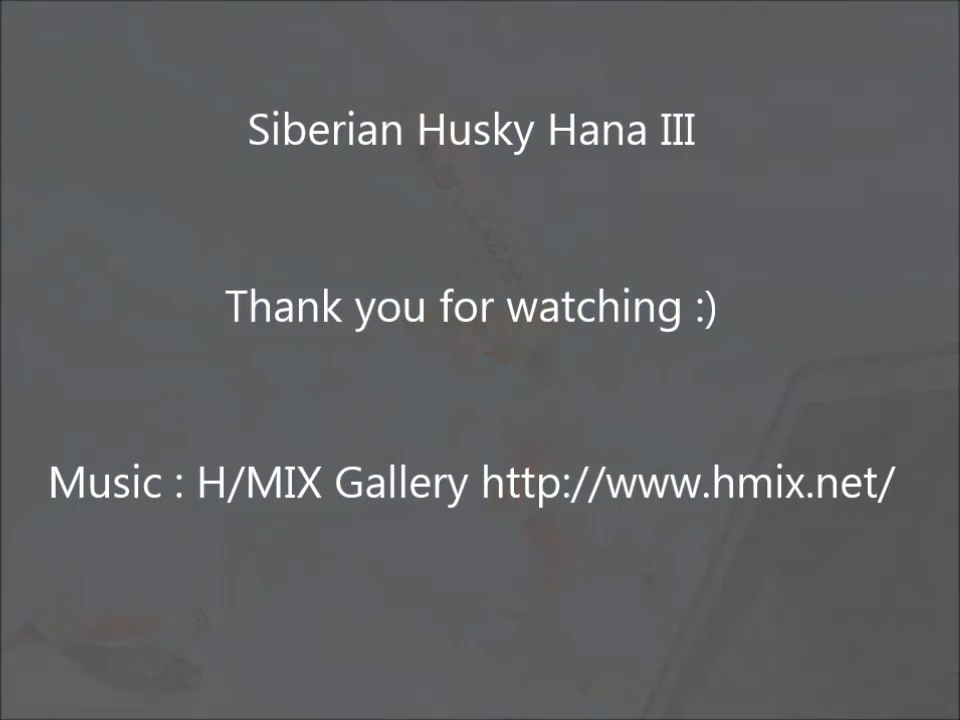 Siberian Husky Hana III
Thank you for watching :)
Music : H/MIX Gallery http://www.hmix.net/